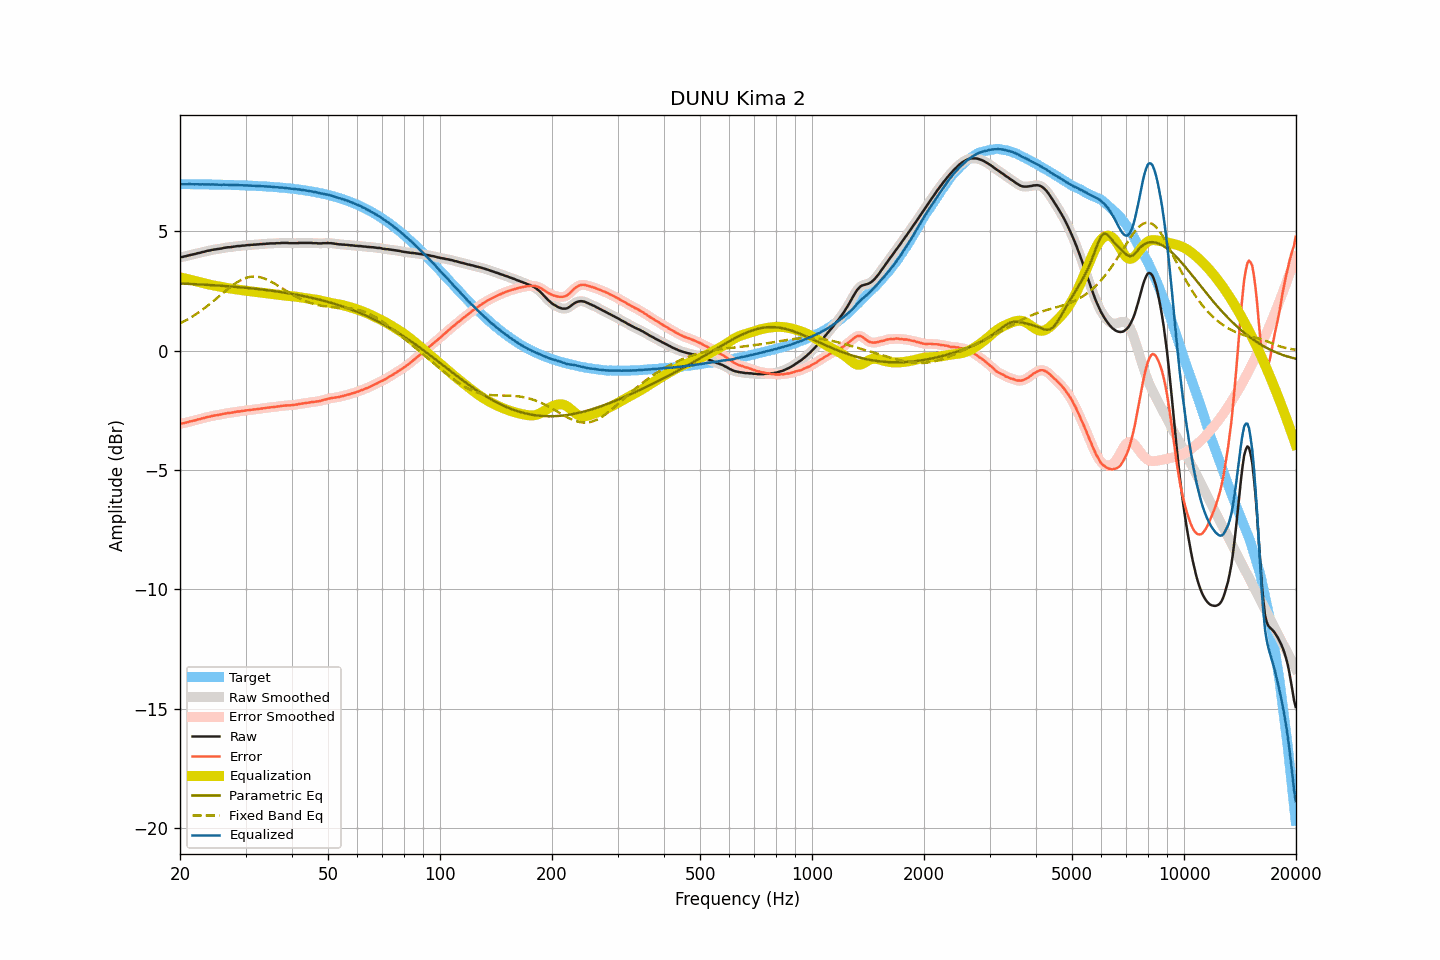 DUNU Kima 2
Amplitude (dBr)
5
0
−5
−10
−15
−20
Target
Raw Smoothed
Error Smoothed
Raw
Error
Equalization
Parametric Eq
Fixed Band Eq
Equalized
20 50 100 200 500 1000 2000 5000 10000 20000
Frequency (Hz)